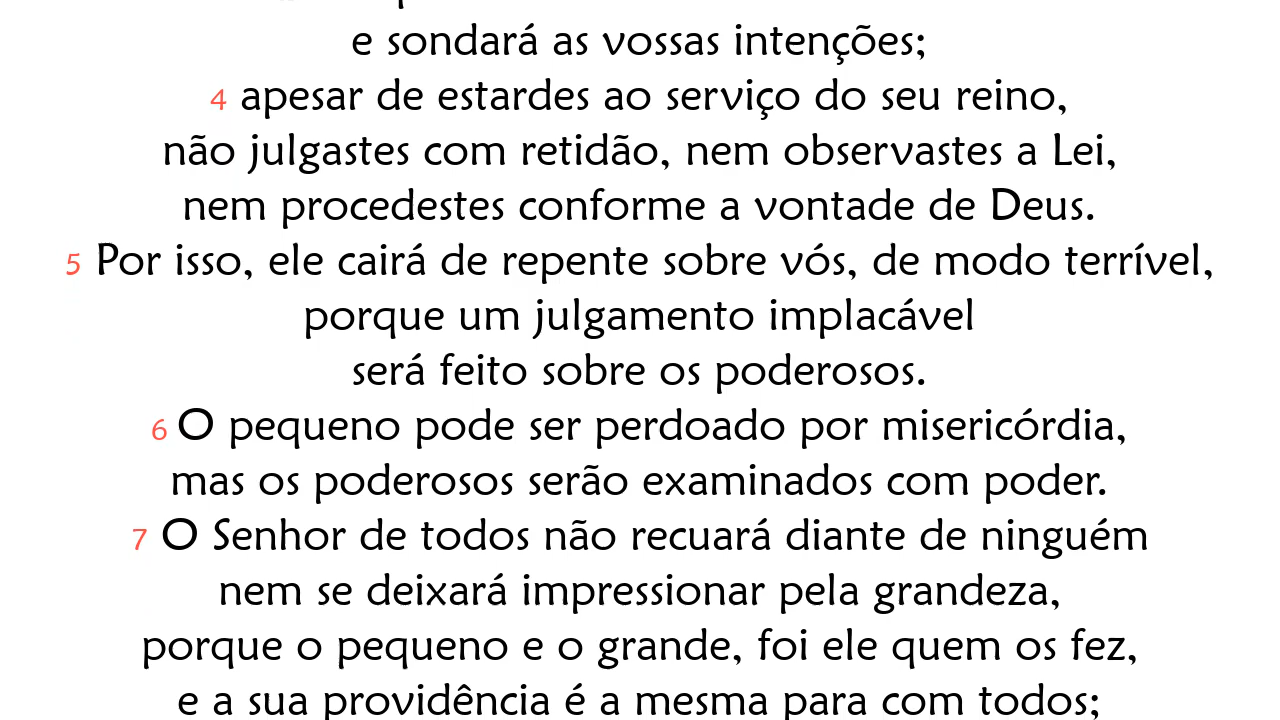 e sondará as vossas intenções;
4 apesar de estardes ao serviço do seu reino,
não julgastes com retidão, nem observastes a Lei,
nem procedestes conforme a vontade de Deus.
5 Por isso, ele cairá de repente sobre vós, de modo terrível,
porque um julgamento implacável
será feito sobre os poderosos.
6 O pequeno pode ser perdoado por misericórdia,
mas os poderosos serão examinados com poder.
7 O Senhor de todos não recuará diante de ninguém
nem se deixará impressionar pela grandeza,
porque o pequeno e o grande, foi ele quem os fez,
e a sua providência é a mesma para com todos;